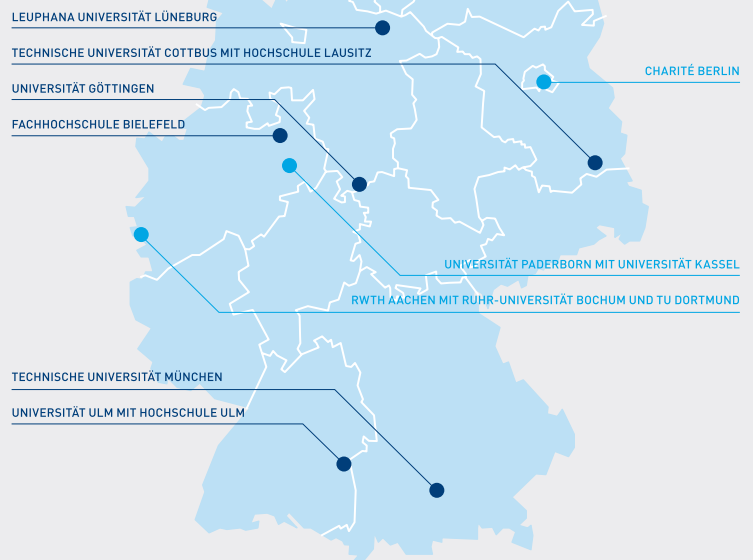 LEUPHANA UNIVERSITÄT LÜNEBURG
TECHNISCHE UNIVERSITÄT COTTBUS MIT HOCHSCHULE LAUSITZ
CHARITÉ BERLIN
UNIVERSITÄT GÖTTINGEN
FACHHOCHSCHULE BIELEFELD
UNIVERSITÄT PADERBORN MIT UNIVERSITÄT KASSEL
RWTH AACHEN MIT RUHR-UNIVERSITÄT BOCHUM UND TU DORTMUND
TECHNISCHE UNIVERSITÄT MÜNCHEN
UNIVERSITÄT ULM MIT HOCHSCHULE ULM